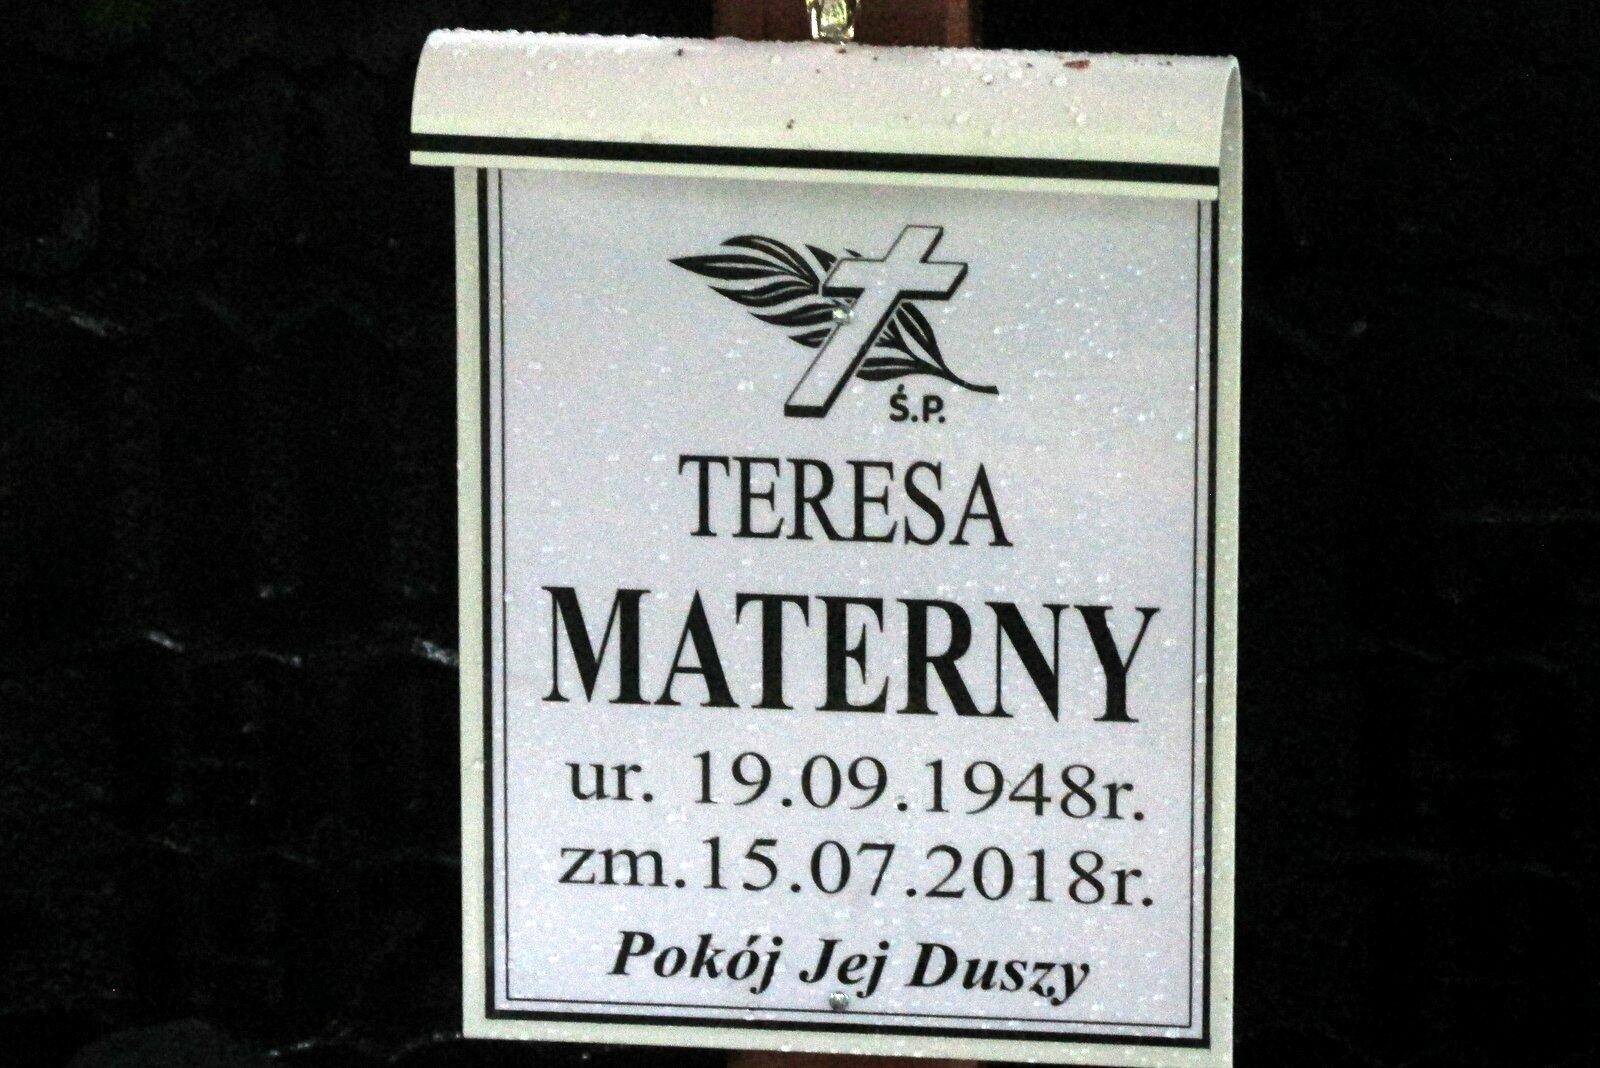 Ś.P.
TERESA
MATERNY
ur. 19.09.1948r.
zm.15.07.2018r.
Pokój Jej Duszy